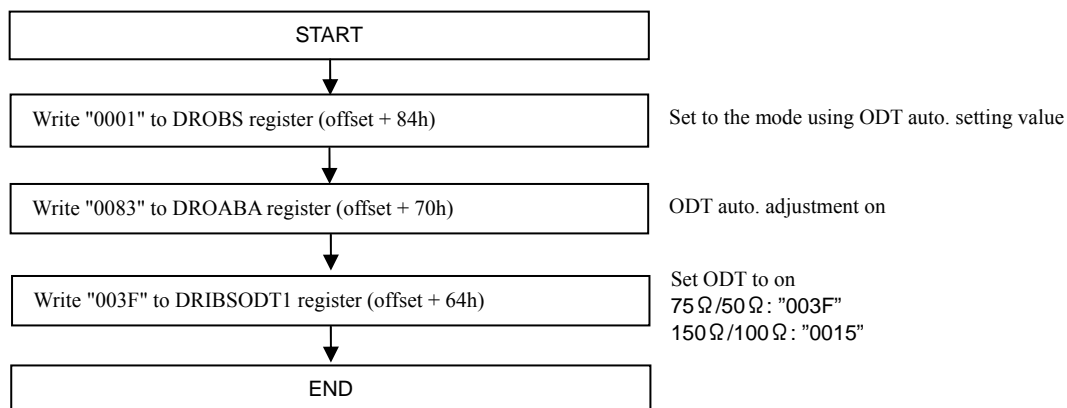 START
Write "0001" to DROBS register (offset + 84h)
Set to the mode using ODT auto. setting value
Write "0083" to DROABA register (offset + 70h)
ODT auto. adjustment on
Write "003F" to DRIBSODT1 register (offset + 64h)
Set ODT to on
75Ω/50Ω: "003F"
150Ω/100Ω: "0015"
END